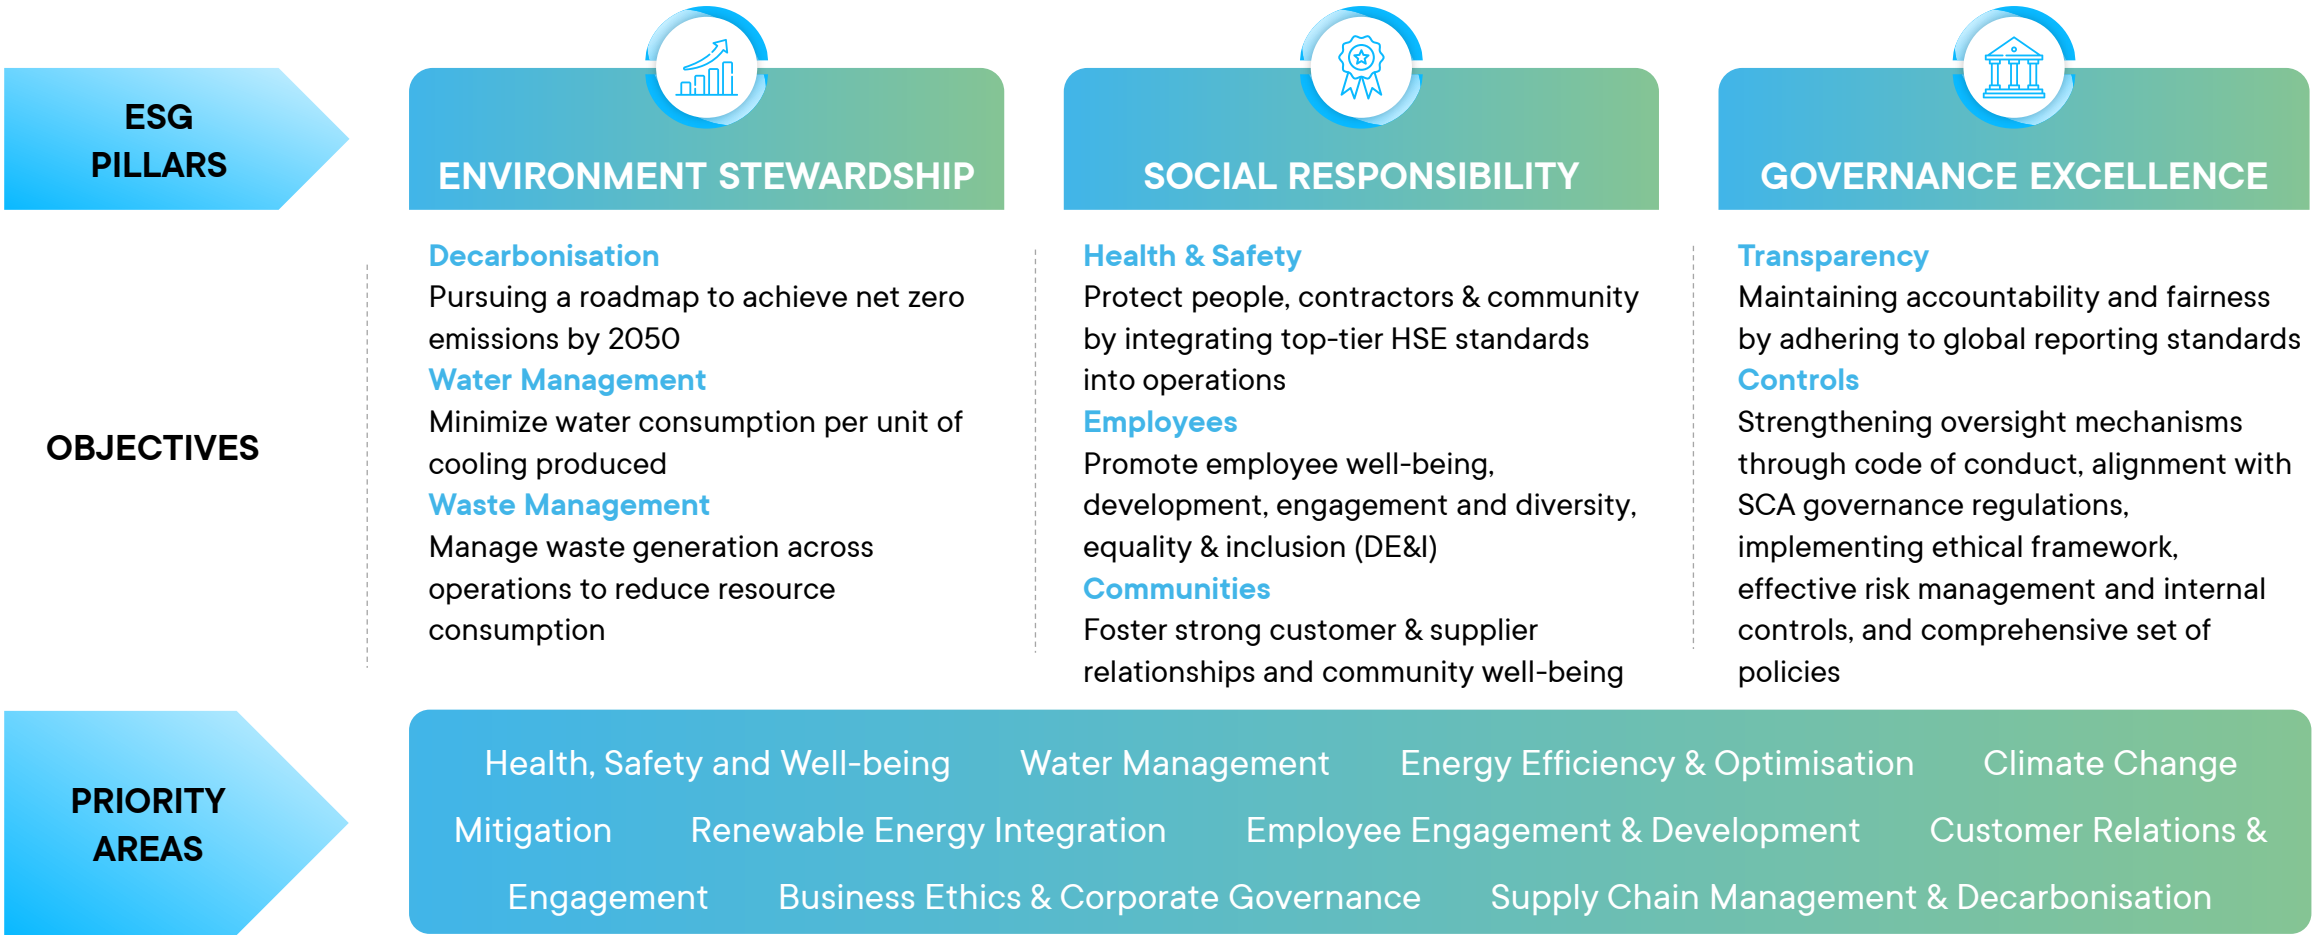 ESG
PILLARS
ENVIRONMENT STEWARDSHIP
SOCIAL RESPONSIBILITY
GOVERNANCE EXCELLENCE
OBJECTIVES
Decarbonisation
Pursuing a roadmap to achieve net zero
emissions by 2050
Water Management
Minimize water consumption per unit of
cooling produced
Waste Management
Manage waste generation across
operations to reduce resource
consumption
Health & Safety
Protect people, contractors & community
by integrating top-tier HSE standards
into operations
Employees
Promote employee well-being,
development, engagement and diversity,
equality & inclusion (DE&I)
Communities
Foster strong customer & supplier
relationships and community well-being
Transparency
Maintaining accountability and fairness
by adhering to global reporting standards
Controls
Strengthening oversight mechanisms
through code of conduct, alignment with
SCA governance regulations,
implementing ethical framework,
effective risk management and internal
controls, and comprehensive set of
policies
PRIORITY
AREAS
Health, Safety and Well-being Water Management Energy Efficiency & Optimisation Climate Change
Mitigation Renewable Energy Integration Employee Engagement & Development Customer Relations &
Engagement Business Ethics & Corporate Governance Supply Chain Management & Decarbonisation